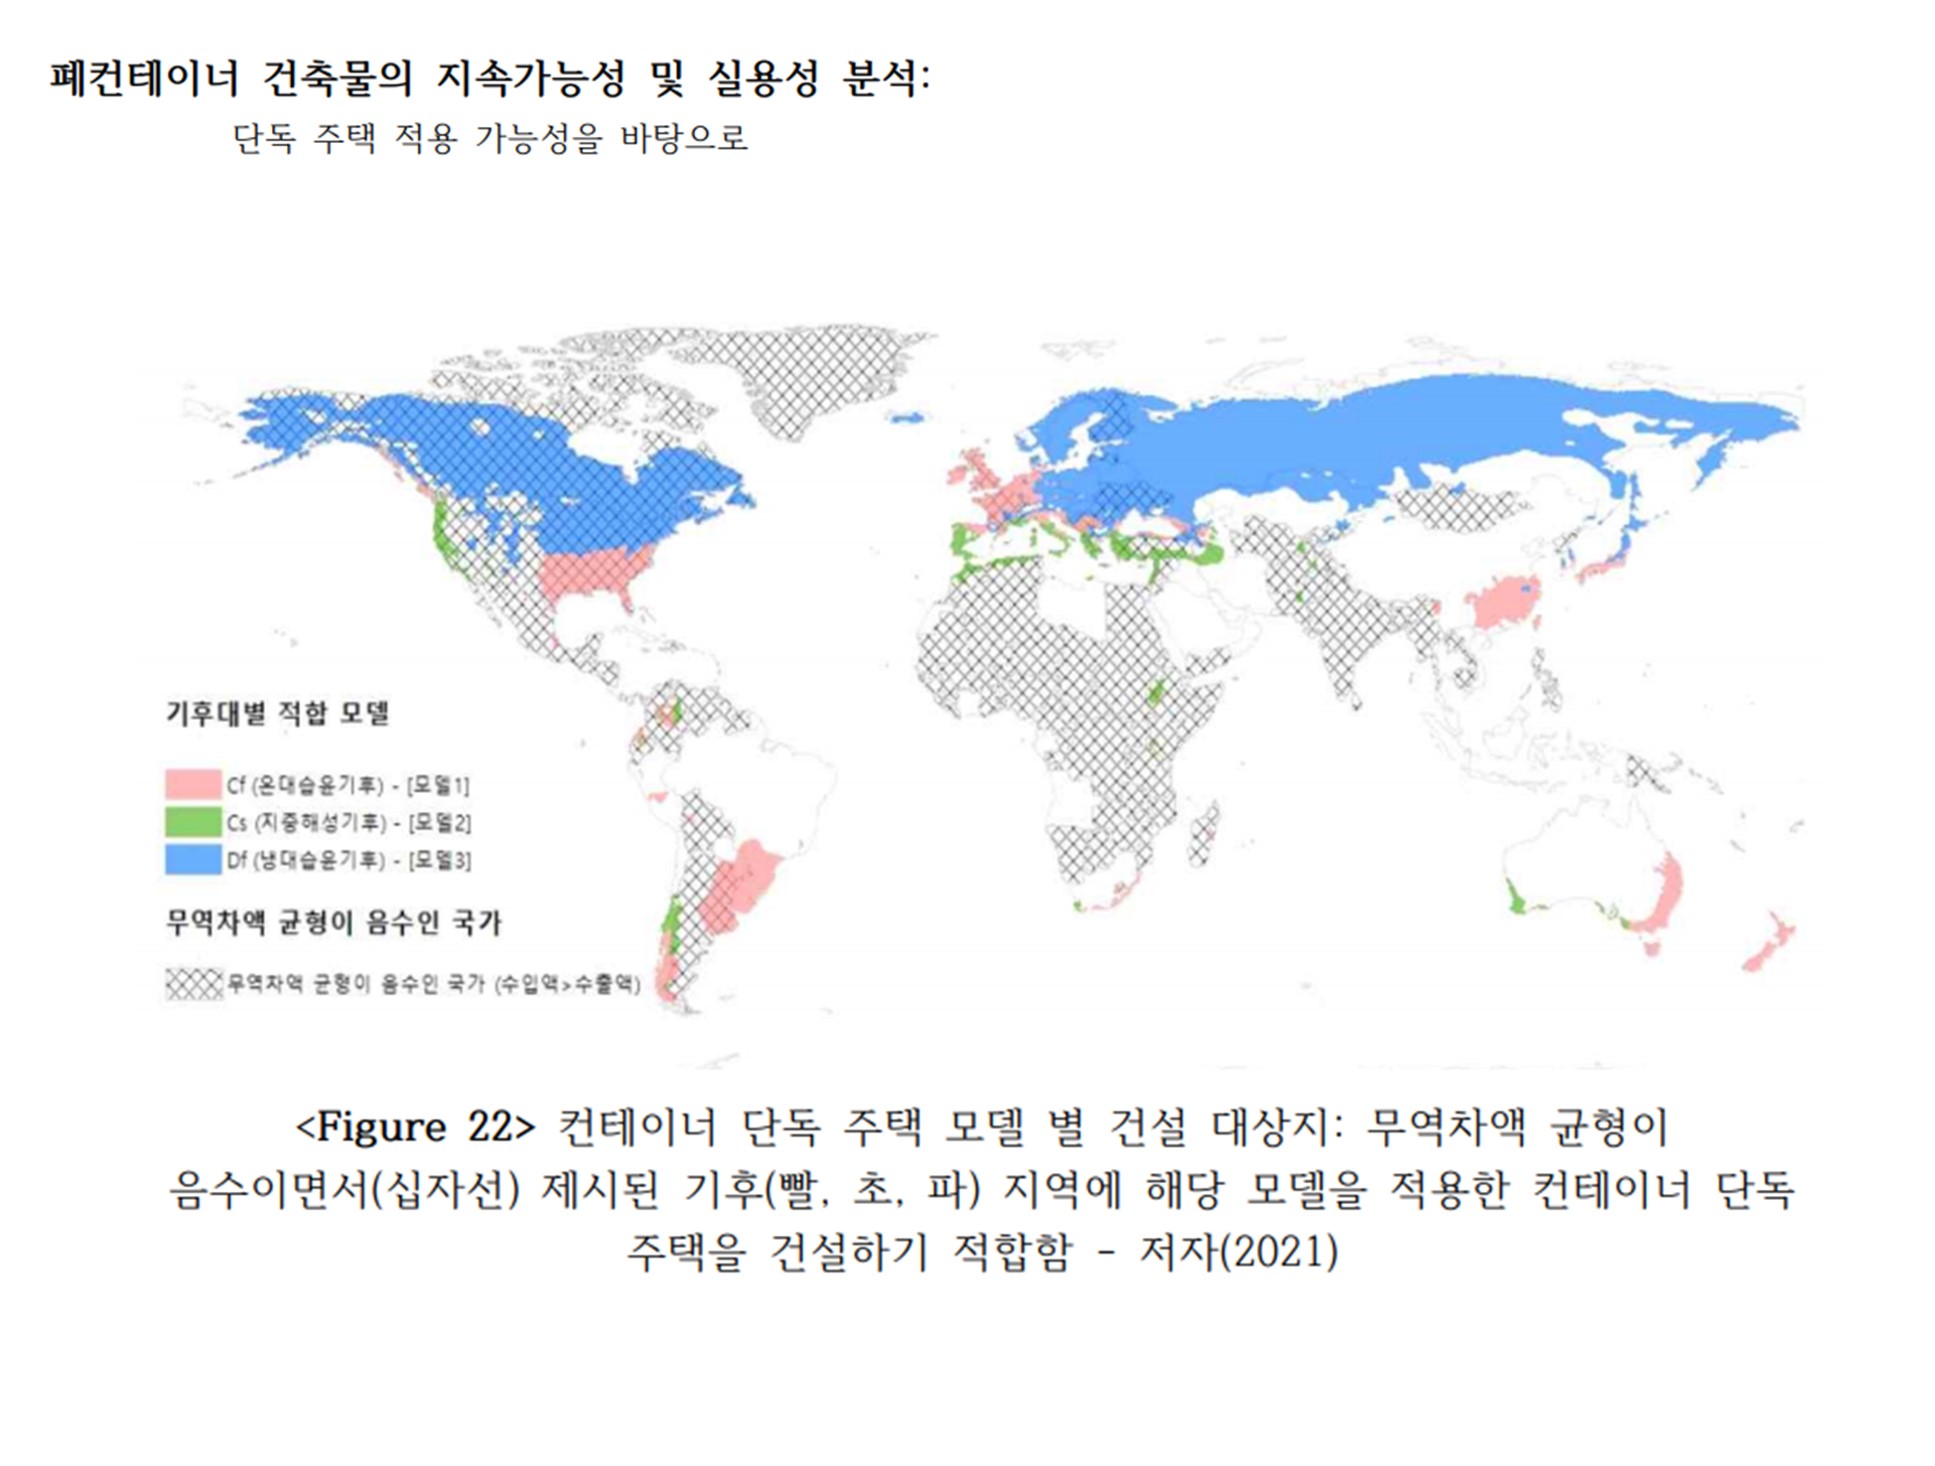 폐컨테이너 건축물의 지속가능성 및 실용성 분석:
단독 주택 적용 가능성을 바탕으로
기후대별 적합 모델
Cf (온대습윤기후) - [모델1]
Cs (지중해성기후) - [모델2]
Df (냉대습윤기후) - [모델3]
무역차액 균형이 음수인 국가
무역차액 균형이 음수인 국가 (수입액>수출액)
<Figure 22> 컨테이너 단독 주택 모델 별 건설 대상지: 무역차액 균형이
음수이면서(십자선) 제시된 기후(빨, 초, 파) 지역에 해당 모델을 적용한 컨테이너 단독
주택을 건설하기 적합함 - 저자(2021)